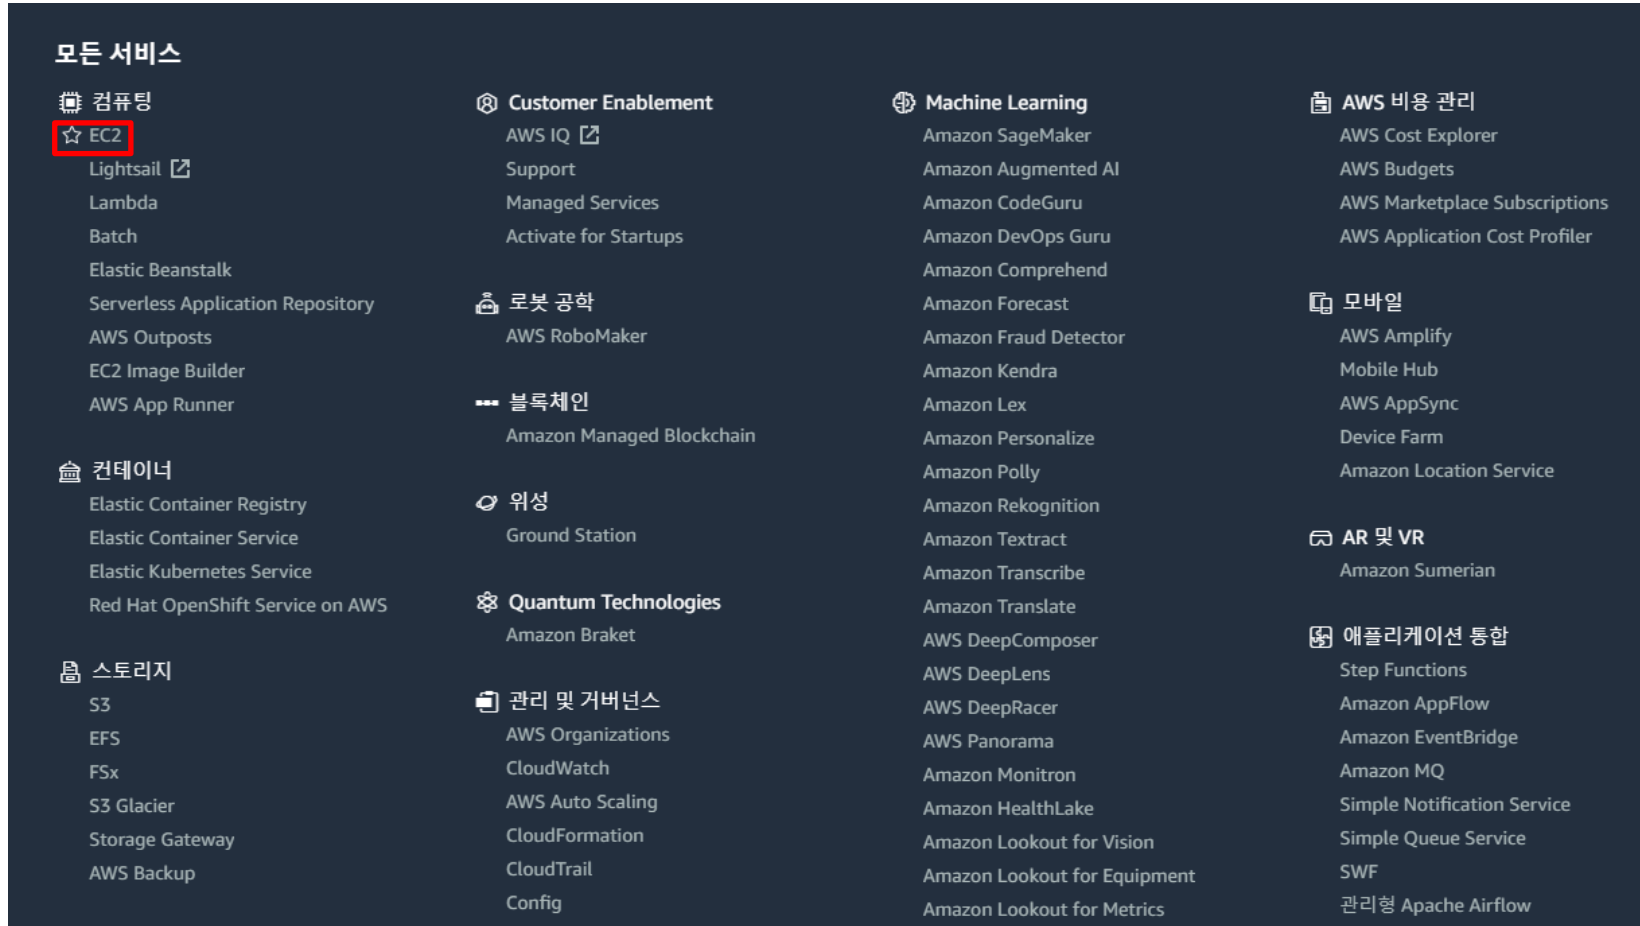 모든 서비스
컴퓨팅
EC2
Lightsail
Lambda
Batch
Elastic Beanstalk
Serverless Application Repository
AWS Outposts
EC2 Image Builder
AWS App Runner
컨테이너
Elastic Container Registry
Elastic Container Service
Elastic Kubernetes Service
Red Hat OpenShift Service on AWS
스토리지
S3
EFS
FSx
S3 Glacier
Storage Gateway
AWS Backup
Customer Enablement
AWS IQ
Support
Managed Services
Activate for Startups
로봇 공학
AWS RoboMaker
블록체인
Amazon Managed Blockchain
위성
Ground Station
Quantum Technologies
Amazon Braket
관리 및 거버넌스
AWS Organizations
CloudWatch
AWS Auto Scaling
CloudFormation
CloudTrail
Config
Machine Learning
Amazon SageMaker
Amazon Augmented AI
Amazon CodeGuru
Amazon DevOps Guru
Amazon Comprehend
Amazon Forecast
Amazon Fraud Detector
Amazon Kendra
Amazon Lex
Amazon Personalize
Amazon Polly
Amazon Rekognition
Amazon Textract
Amazon Transcribe
Amazon Translate
AWS DeepComposer
AWS DeepLens
AWS DeepRacer
AWS Panorama
Amazon Monitron
Amazon HealthLake
Amazon Lookout for Vision
Amazon Lookout for Equipment
Amazon Lookout for Metrics
AWS 비용 관리
AWS Cost Explorer
AWS Budgets
AWS Marketplace Subscriptions
AWS Application Cost Profiler
모바일
AWS Amplify
Mobile Hub
AWS AppSync
Device Farm
Amazon Location Service
AR 및 VR
Amazon Sumerian
애플리케이션 통합
Step Functions
Amazon AppFlow
Amazon EventBridge
Amazon MQ
Simple Notification Service
Simple Queue Service
SWF
관리형 Apache Airflow